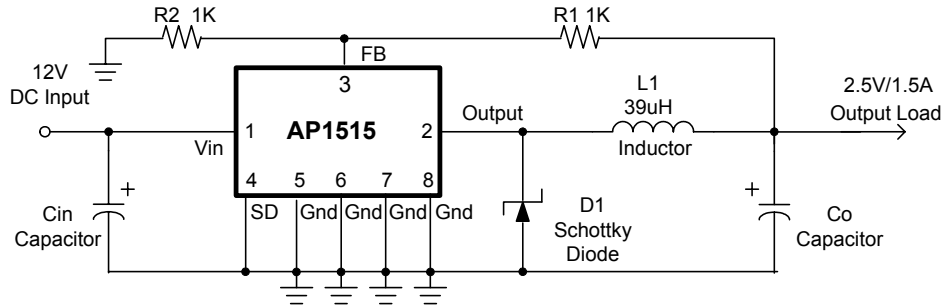 R2 1K
R1 1K
FB
12V
DC Input
3
L1
39uH
2.5V/1.5A
Output Load
Output
1
AP1515
2
Vin
Inductor
4 5 6 7 8
SD Gnd Gnd Gnd Gnd
+
Cin
Capacitor
D1
Schottky
Diode
+
Co
Capacitor